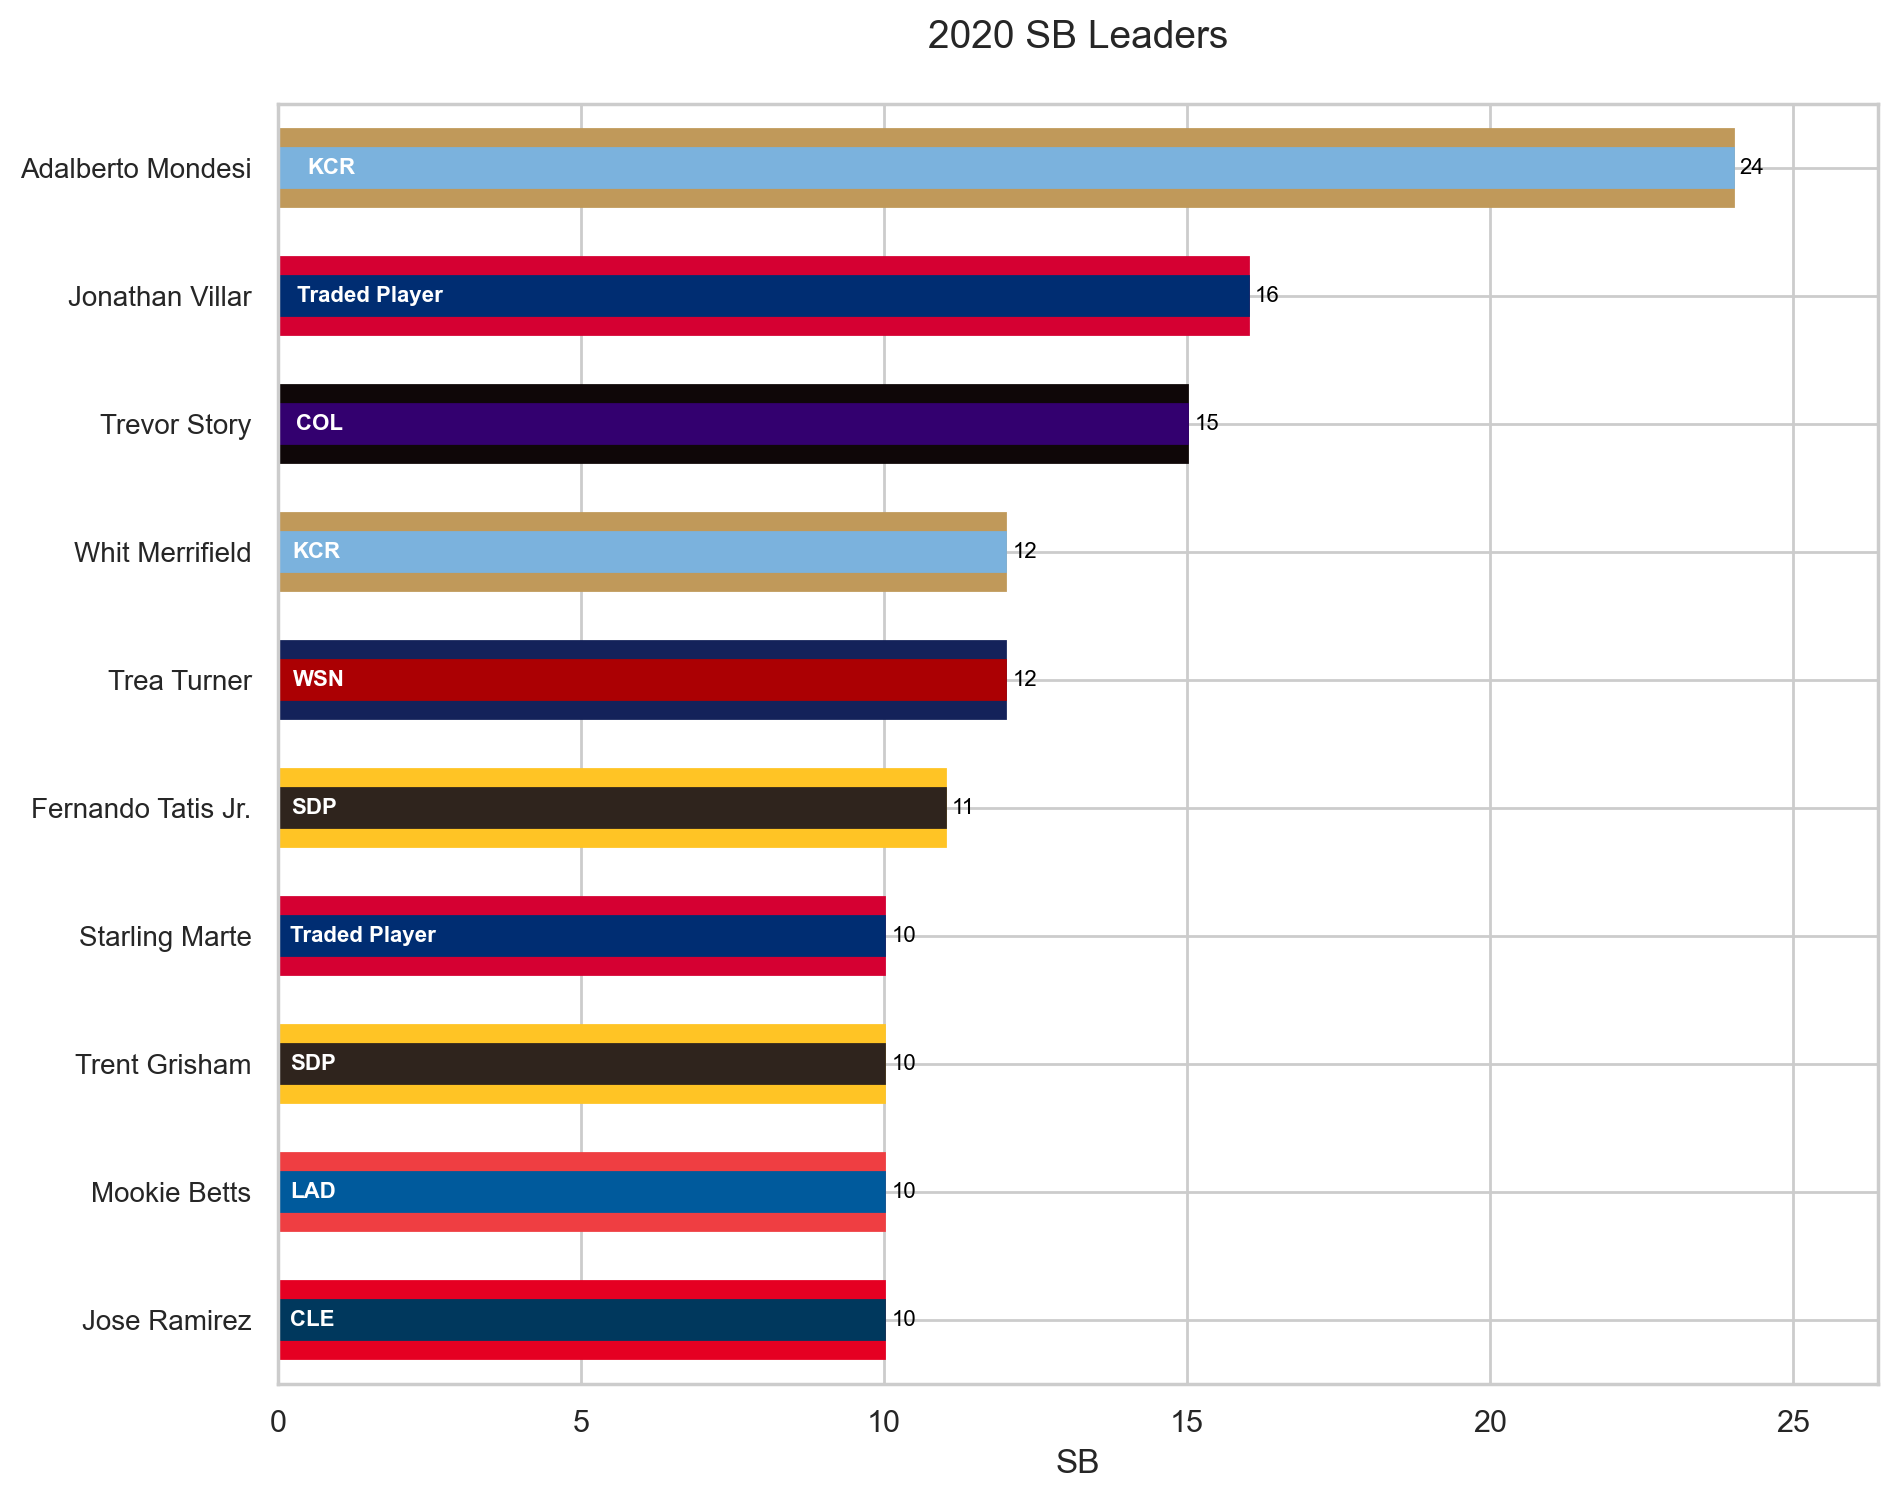 2020 SB Leaders
Adalberto Mondesi KCR 24
Jonathan Villar Traded Player 16
Trevor Story COL 15
Whit Merrifield KCR 12
Trea Turner WSN 12
Fernando Tatis Jr. SDP 11
Starling Marte Traded Player 10
Trent Grisham SDP 10
Mookie Betts LAD 10
Jose Ramirez CLE 10
0 5 10 15 20 25
SB